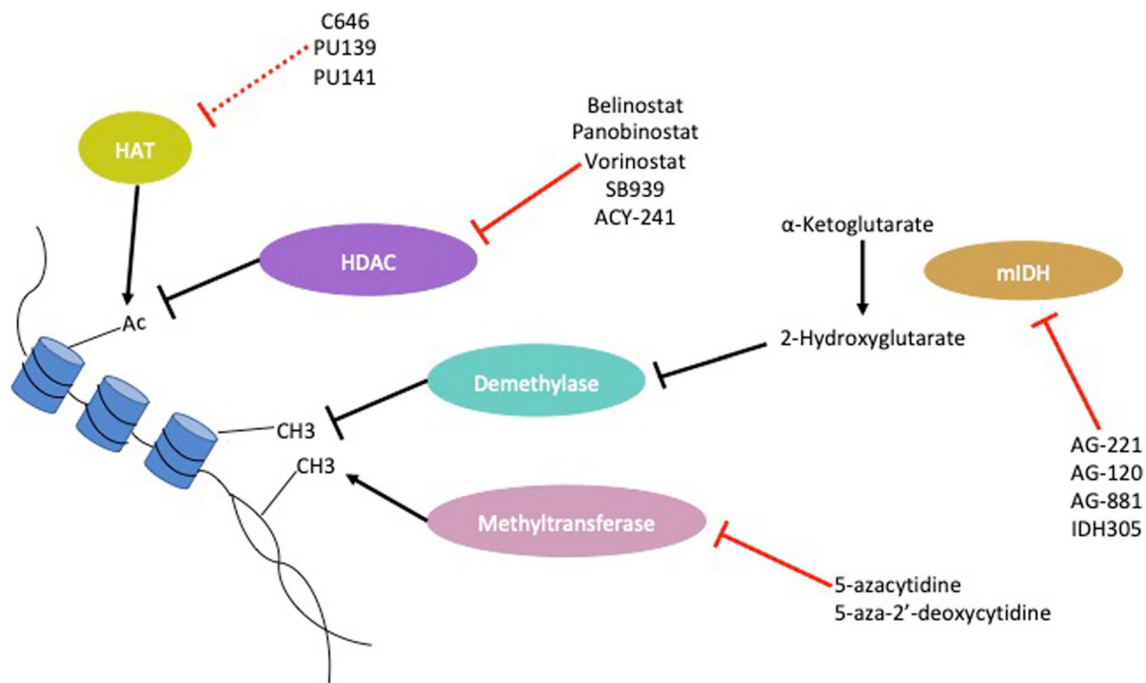 C646
PU139
PU141
HAT
Belinostat
Panobinostat
Vorinostat
SB939
ACY-241
HDAC
α-Ketoglutarate
mIDH
Ac
2-Hydroxyglutarate
Demethylase
CH3
CH3
Methyltransferase
AG-221
AG-120
AG-881
IDH305
5-azacytidine
5-aza-2’-deoxycytidine